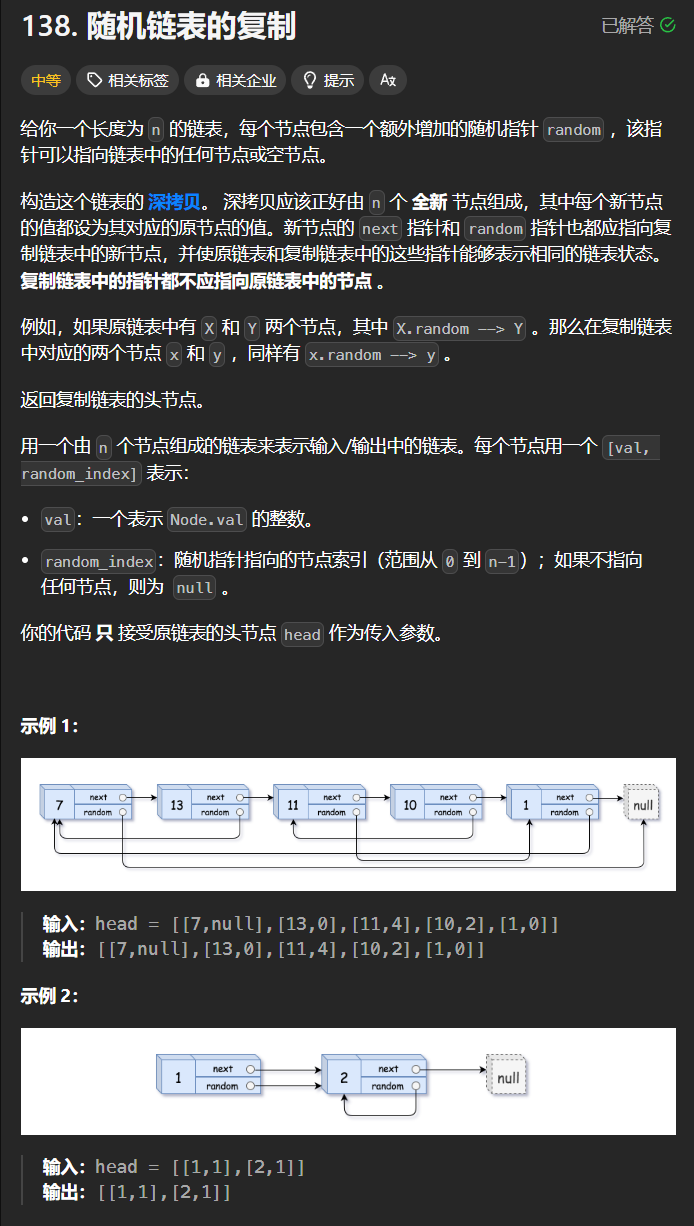 138. 随机链表的复制
已解答
中等 相关标签 相关企业 提示 Aあ
给你一个长度为 n 的链表，每个节点包含一个额外增加的随机指针 random ，该指
针可以指向链表中的任何节点或空节点。
构造这个链表的 深拷贝。 深拷贝应该正好由 n 个 全新 节点组成，其中每个新节点
的值都设为其对应的原节点的值。新节点的 next 指针和 random 指针也都应指向复
制链表中的新节点，并使原链表和复制链表中的这些指针能够表示相同的链表状态。
复制链表中的指针都不应指向原链表中的节点 。
例如，如果原链表中有 X 和 Y 两个节点，其中 X.random --> Y 。那么在复制链表
中对应的两个节点 x 和 y ，同样有 x.random --> y 。
返回复制链表的头节点。
用一个由 n 个节点组成的链表来表示输入/输出中的链表。每个节点用一个 [val,
random_index] 表示：
• val：一个表示 Node.val 的整数。
• random_index：随机指针指向的节点索引（范围从 0 到 n-1）；如果不指向
任何节点，则为 null 。
你的代码 只 接受原链表的头节点 head 作为传入参数。
示例 1：
7 next random 13 next random 11 next random 10 next random 1 next random null
输入：head = [[7,null],[13,0],[11,4],[10,2],[1,0]]
输出：[[7,null],[13,0],[11,4],[10,2],[1,0]]
示例 2：
1 next random 2 next random null
输入：head = [[1,1],[2,1]]
输出：[[1,1],[2,1]]